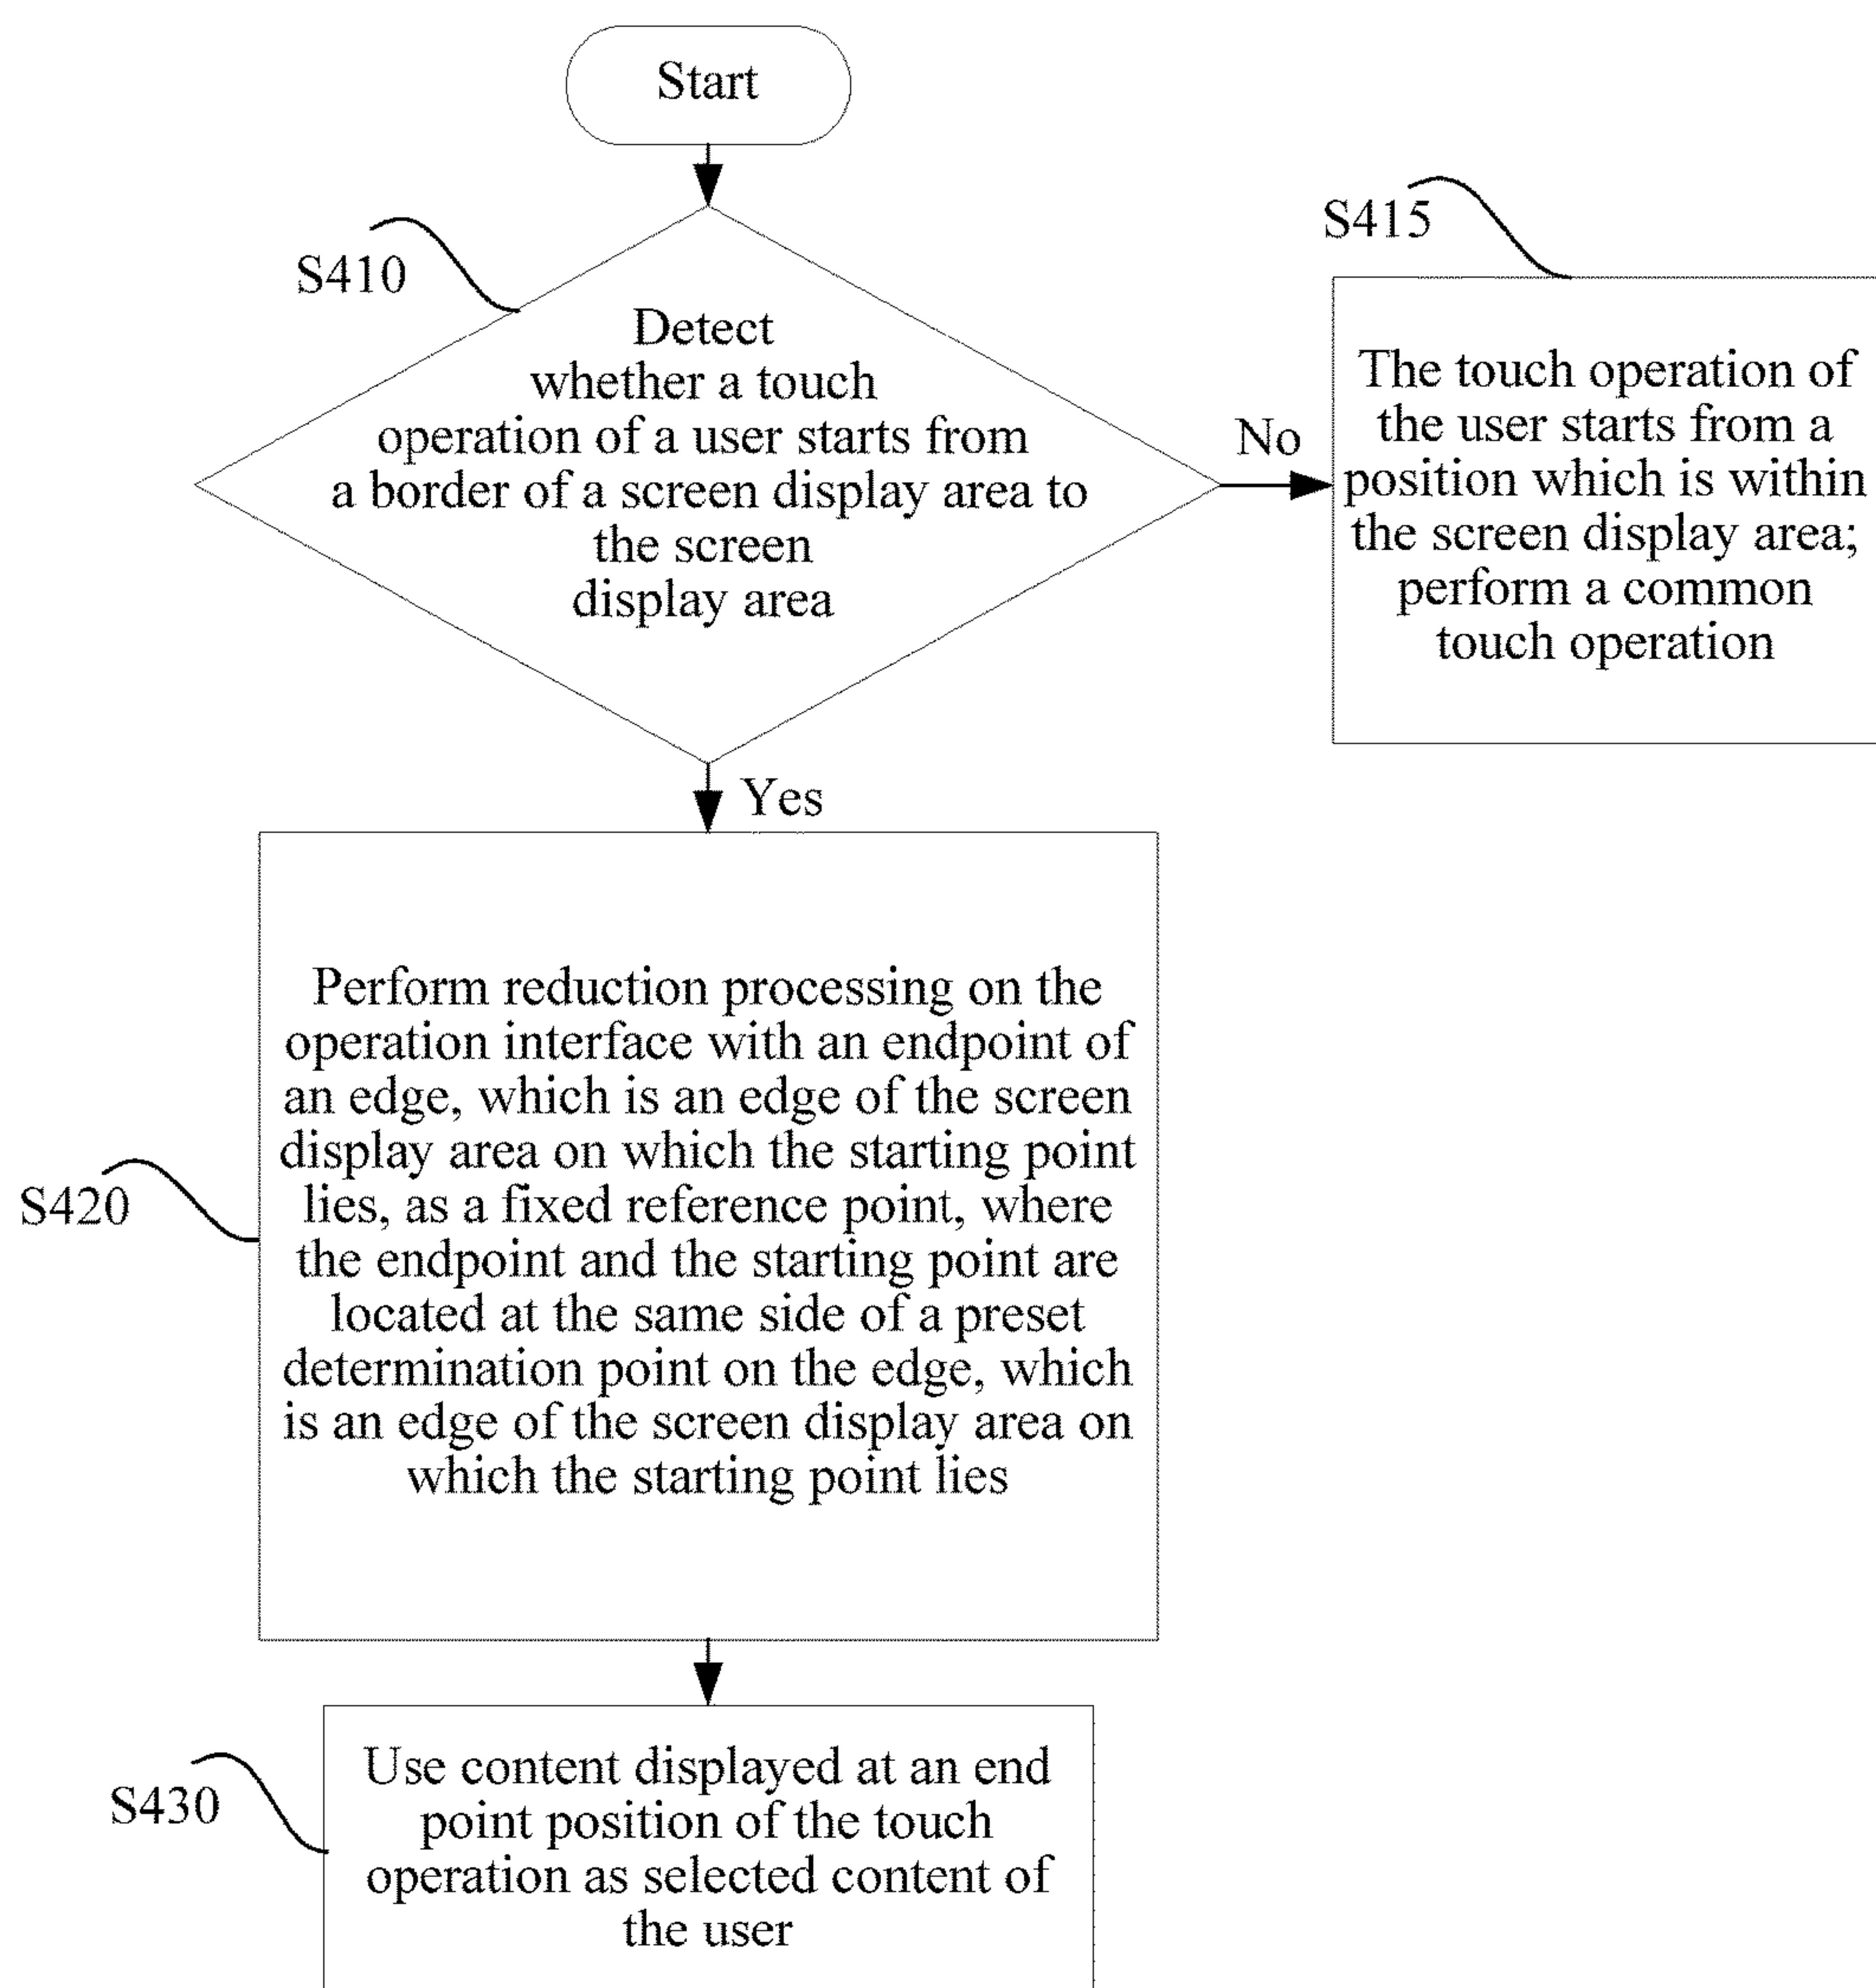 Start
S410
Detect
whether a touch
operation of a user starts from
a border of a screen display area to
the screen
display area
No
S415
The touch operation of
the user starts from a
position which is within
the screen display area;
perform a common
touch operation
Yes
S420
Perform reduction processing on the
operation interface with an endpoint of
an edge, which is an edge of the screen
display area on which the starting point
lies, as a fixed reference point, where
the endpoint and the starting point are
located at the same side of a preset
determination point on the edge, which
is an edge of the screen display area on
which the starting point lies
S430
Use content displayed at an end
point position of the touch
operation as selected content of
the user